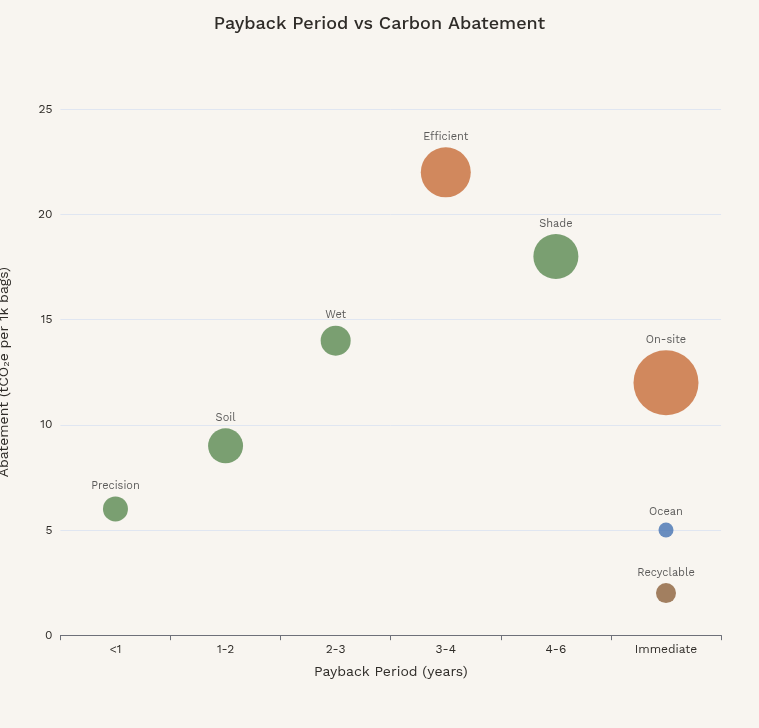 Payback Period vs Carbon Abatement
Abatement (tCO₂e per 1k bags)
25
20
15
10
5
0
Efficient
Shade
Wet
On-site
Soil
Precision
Ocean
Recyclable
<1
1-2
2-3
3-4
4-6
Immediate
Payback Period (years)